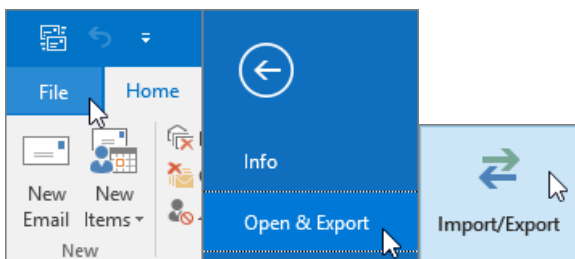 File Home
New New
Email Items
New
Info
Open & Export
Import/Export